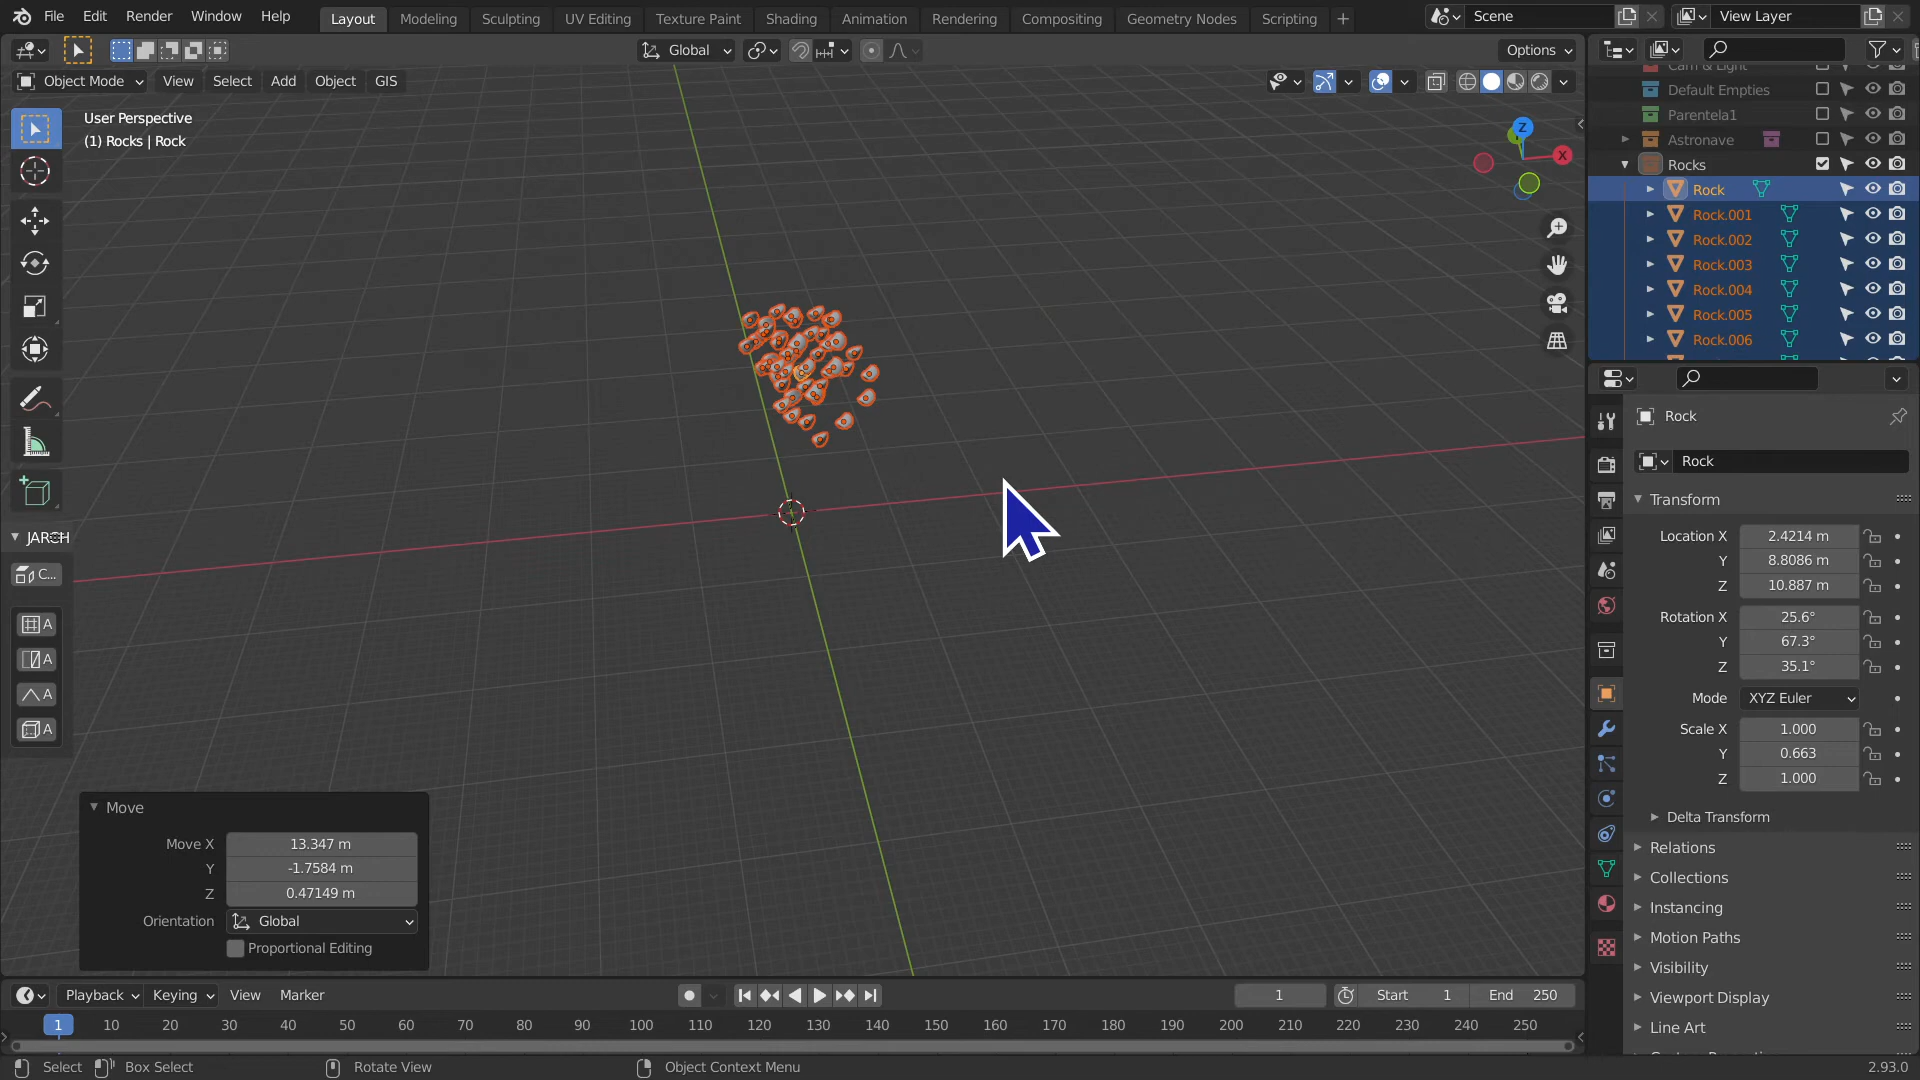 File Edit Render Window Help Layout Modeling Sculpting UV Editing Texture Paint Shading Animation Rendering Compositing Geometry Nodes Scripting + Scene View Layer
Global Options
Object Mode View Select Add Object GIS
User Perspective
(1) Rocks | Rock
Z
X
JARCH
C...
A
A
A
A
Move
Move X 13.347 m
Y -1.7584 m
Z 0.47149 m
Orientation Global
Proportional Editing
Cam & Light
Default Empties
Parentela1
Astronave
Rocks
Rock
Rock.001
Rock.002
Rock.003
Rock.004
Rock.005
Rock.006
Rock
Rock
Transform
Location X 2.4214 m
Y 8.8086 m
Z 10.887 m
Rotation X 25.6°
Y 67.3°
Z 35.1°
Mode XYZ Euler
Scale X 1.000
Y 0.663
Z 1.000
Delta Transform
Relations
Collections
Instancing
Motion Paths
Visibility
Viewport Display
Line Art
Playback Keying View Marker 1 Start 1 End 250
1 10 20 30 40 50 60 70 80 90 100 110 120 130 140 150 160 170 180 190 200 210 220 230 240 250
Select Box Select Rotate View Object Context Menu 2.93.0